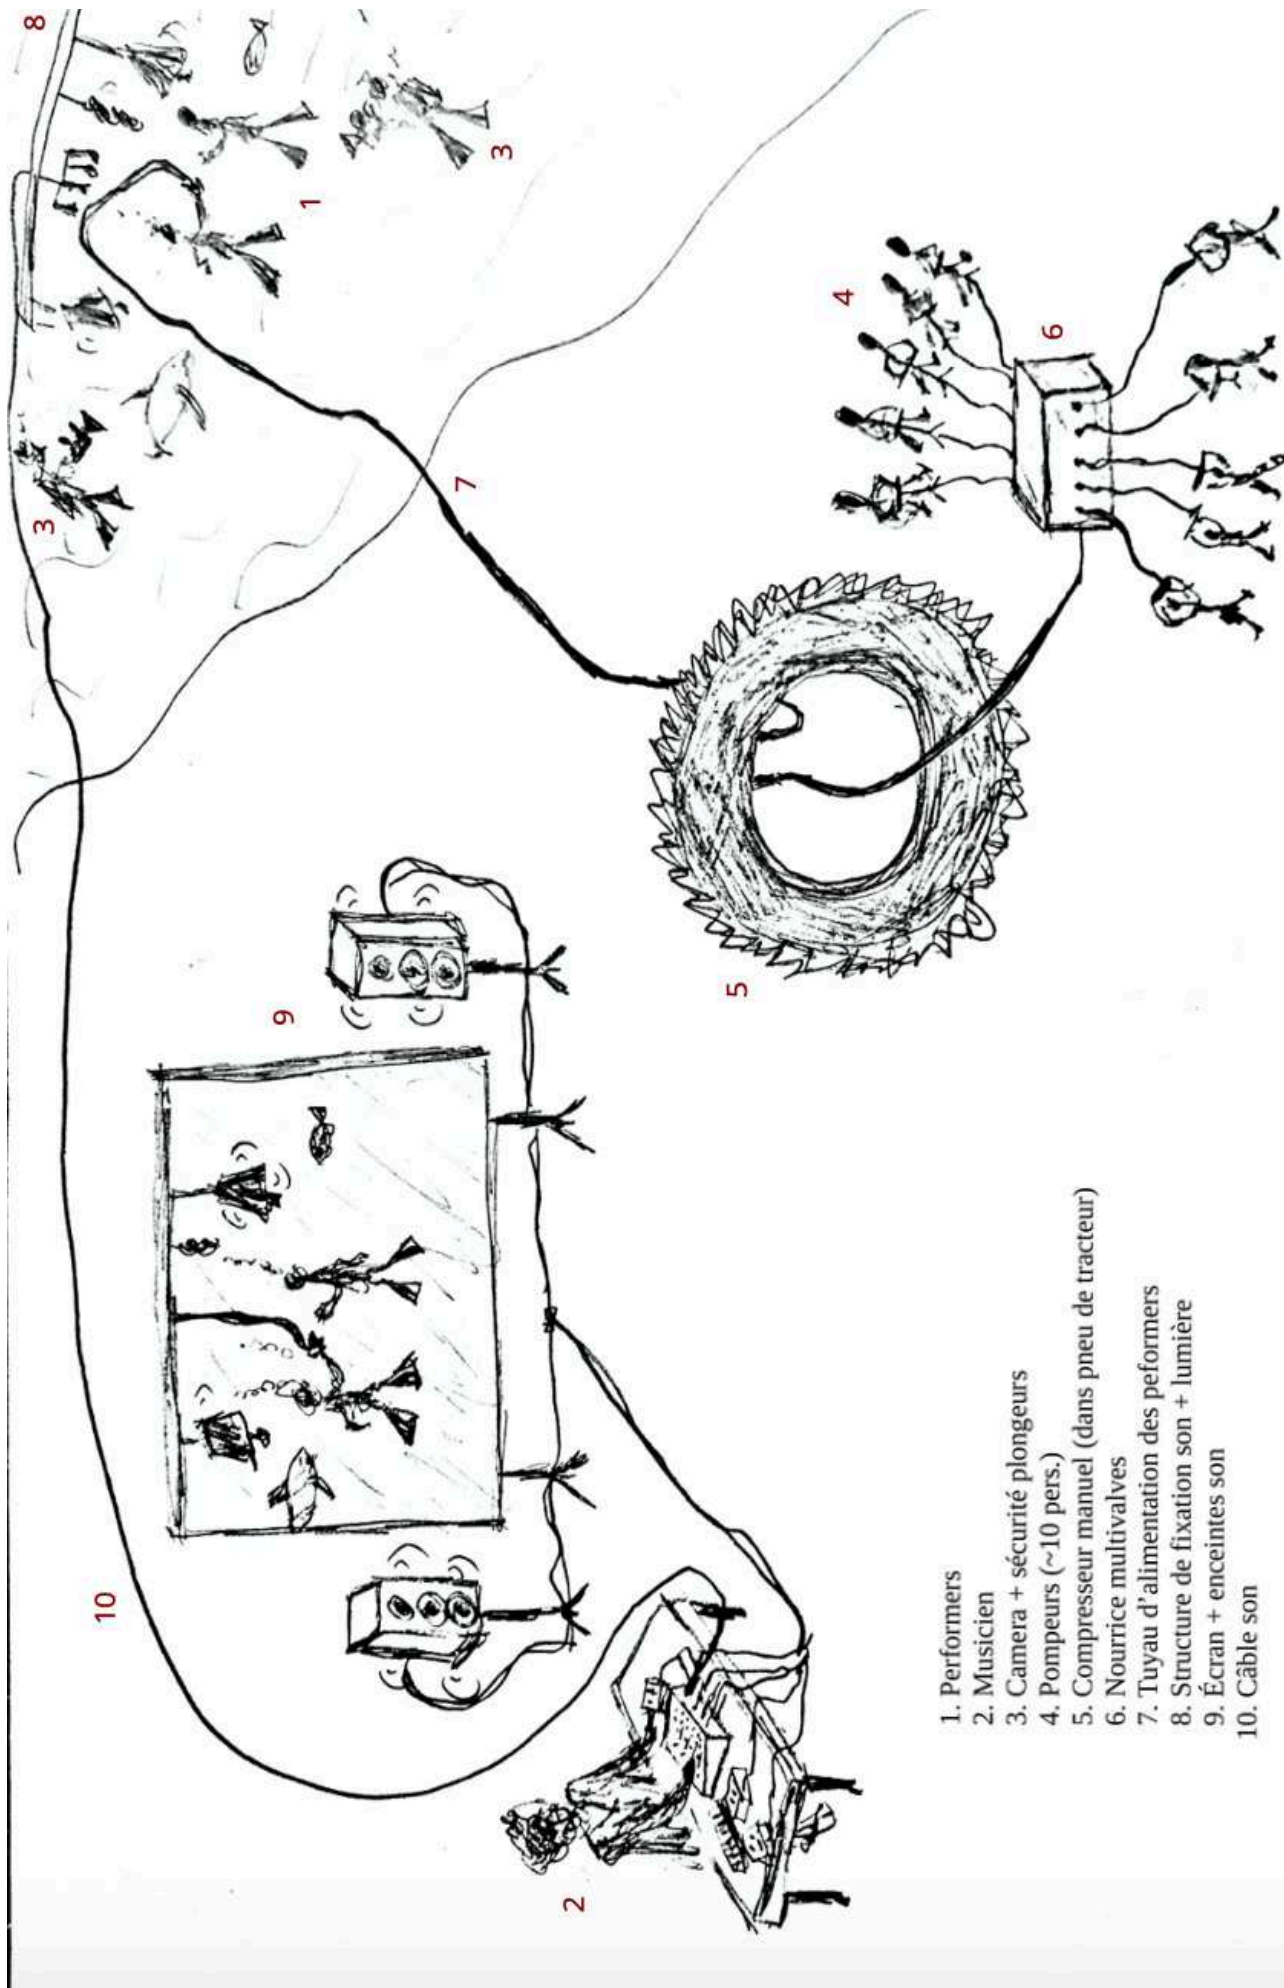 8
3
1
3
7
4
6
9
5
10
2
1. Performers
2. Musicien
3. Camera + sécurité plongeurs
4. Pompeurs (~10 pers.)
5. Compresseur manuel (dans pneu de tracteur)
6. Nourrice multivalves
7. Tuyau d'alimentation des peformers
8. Structure de fixation son + lumière
9. Écran + enceintes son
10. Câble son